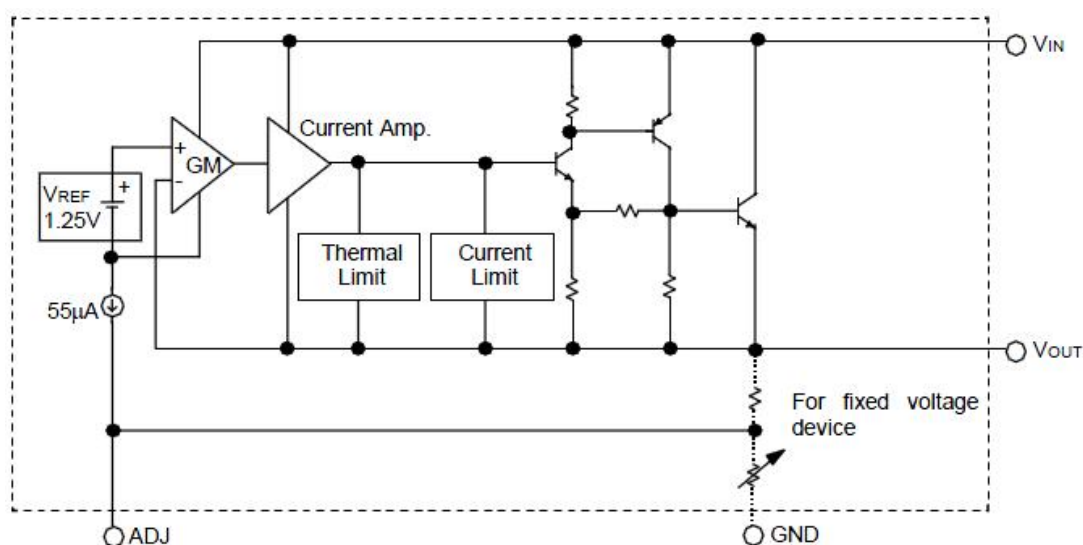 VIN
Current Amp.
+
GM
-
VREF
+
1.25V
Thermal
Limit
Current
Limit
55μA
VOUT
For fixed voltage
device
ADJ
GND